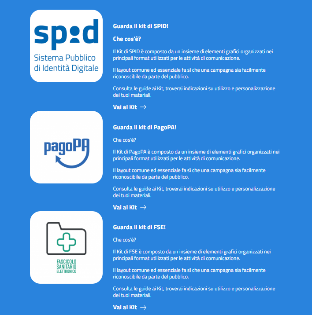 spid
Sistema Pubblico
di Identità Digitale
Guarda il kit di SPID!
Che cos'è?
Il Kit di SPID è composto da un insieme di elementi grafici organizzati nei
principali format utilizzati per le attività di comunicazione.
Il layout comune ed essenziale fa sì che una campagna sia facilmente
riconoscibile da parte del pubblico.
Consulta le guide ai Kit, troverai indicazioni su utilizzo e personalizzazione
dei tuoi materiali.
Vai al Kit →
pagoPA
Guarda il kit di PagoPA!
Che cos'è?
Il Kit di PagoPA è composto da un insieme di elementi grafici organizzati nei
principali format utilizzati per le attività di comunicazione.
Il layout comune ed essenziale fa sì che una campagna sia facilmente
riconoscibile da parte del pubblico.
Consulta le guide ai Kit, troverai indicazioni su utilizzo e personalizzazione
dei tuoi materiali.
Vai al Kit →
FASCICOLO
SANITARIO
ELETTRONICO
Guarda il kit di FSE!
Che cos'è?
Il Kit di FSE è composto da un insieme di elementi grafici organizzati nei
principali format utilizzati per le attività di comunicazione.
Il layout comune ed essenziale fa sì che una campagna sia facilmente
riconoscibile da parte del pubblico.
Consulta le guide ai Kit, troverai indicazioni su utilizzo e personalizzazione
dei tuoi materiali.
Vai al Kit →